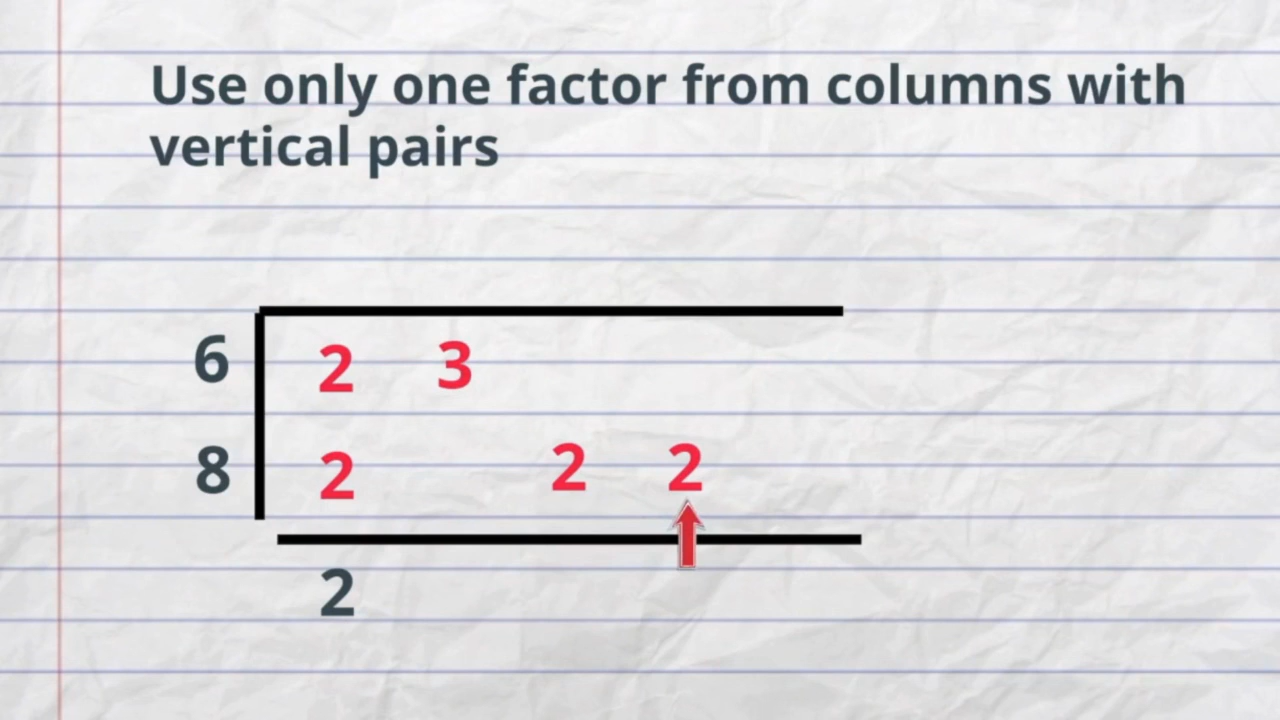 Use only one factor from columns with
vertical pairs
6 2 3
8 2 2 2
2